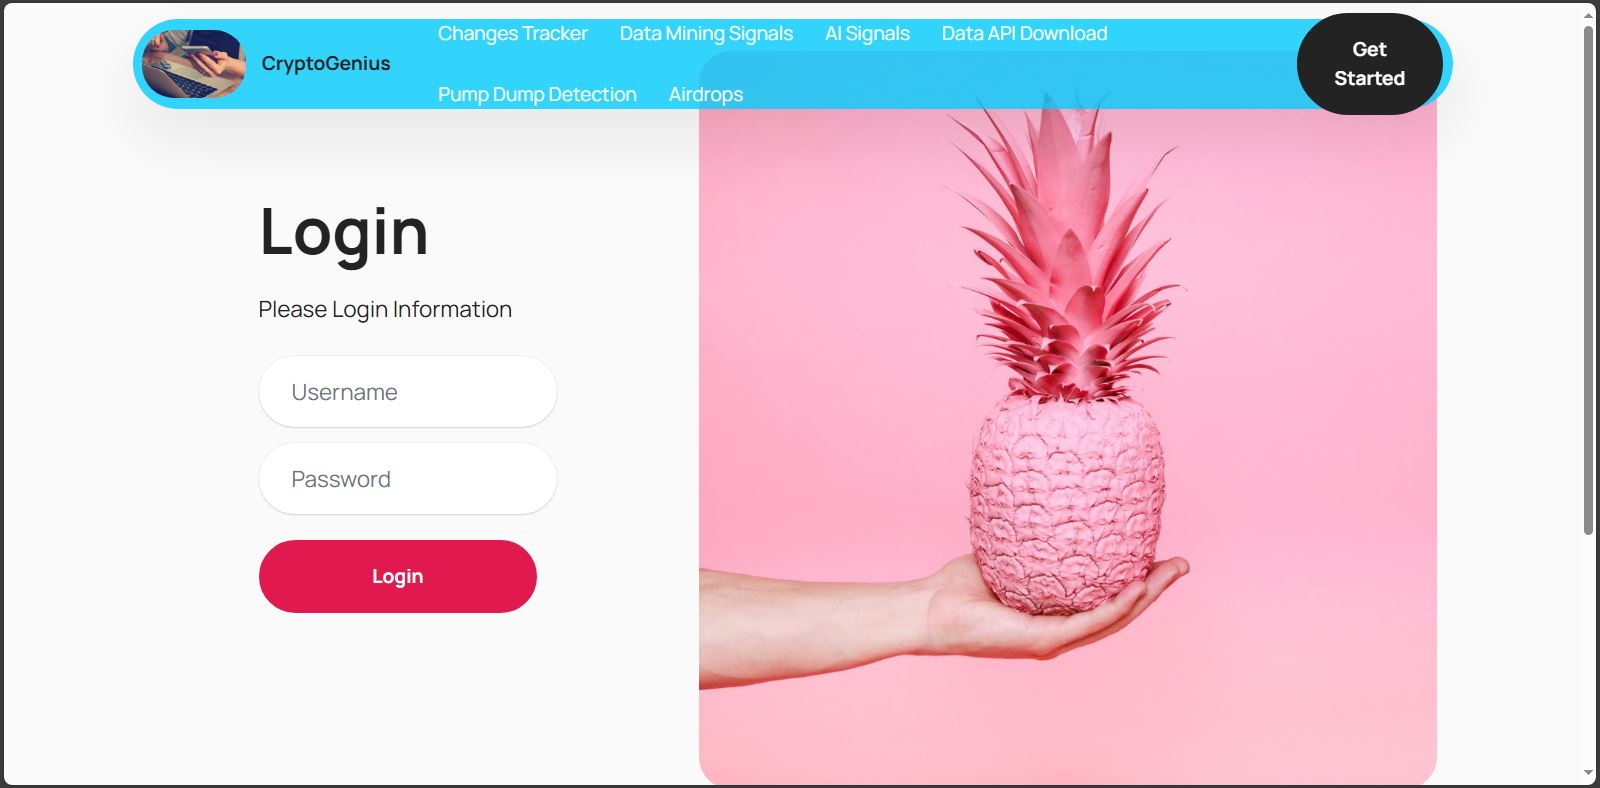 CryptoGenius
Changes Tracker Data Mining Signals AI Signals Data API Download
Pump Dump Detection Airdrops
Get
Started
Login
Please Login Information
Username
Password
Login